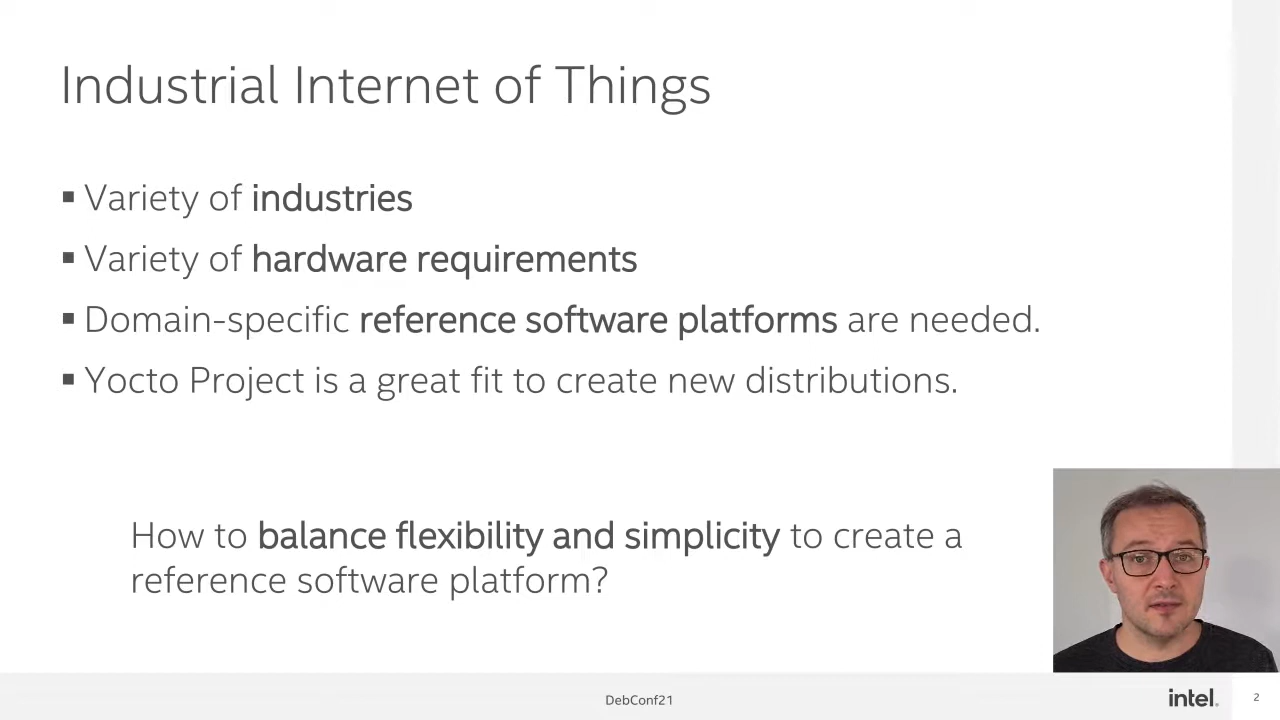 Industrial Internet of Things
▪ Variety of industries
▪ Variety of hardware requirements
▪ Domain-specific reference software platforms are needed.
▪ Yocto Project is a great fit to create new distributions.
How to balance flexibility and simplicity to create a
reference software platform?
DebConf21
intel.
2